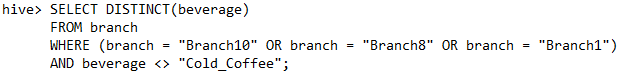 hive> SELECT DISTINCT(beverage)
FROM branch
WHERE (branch = "Branch10" OR branch = "Branch8" OR branch = "Branch1")
AND beverage <> "Cold_Coffee";